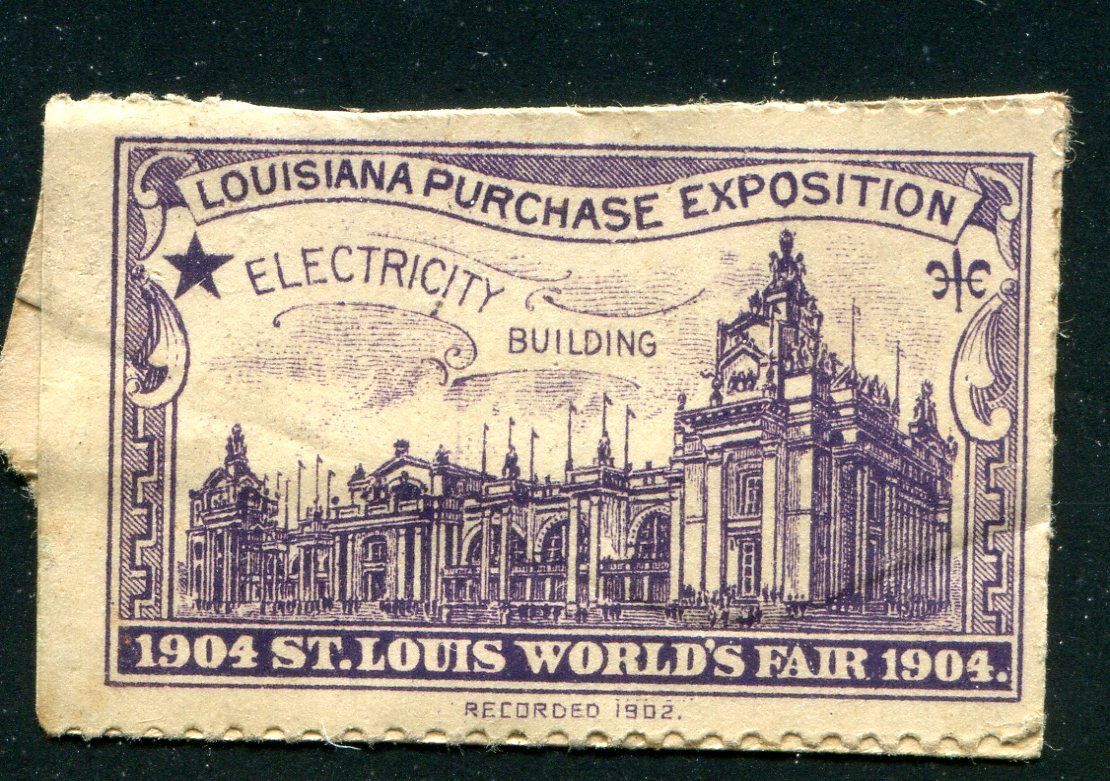 LOUISIANA PURCHASE EXPOSITION
ELECTRICITY
BUILDING
1904 ST. LOUIS WORLD'S FAIR 1904.
RECORDED 1902.